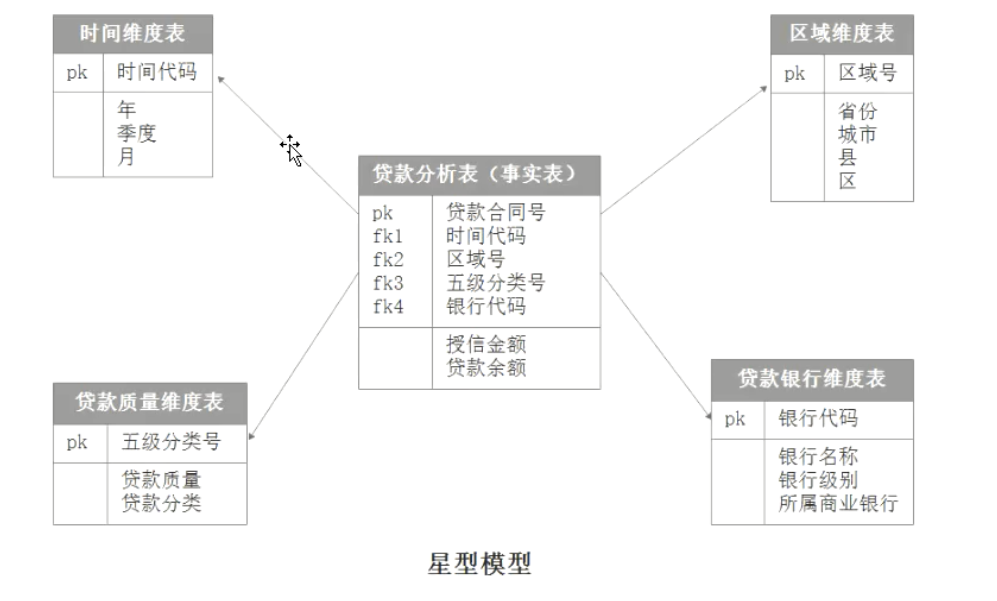 时间维度表
pk 时间代码
年
季度
月
区域维度表
pk 区域号
省份
城市
县
区
贷款分析表（事实表）
pk 贷款合同号
fk1 时间代码
fk2 区域号
fk3 五级分类号
fk4 银行代码
授信金额
贷款余额
贷款质量维度表
pk 五级分类号
贷款质量
贷款分类
贷款银行维度表
pk 银行代码
银行名称
银行级别
所属商业银行
星型模型